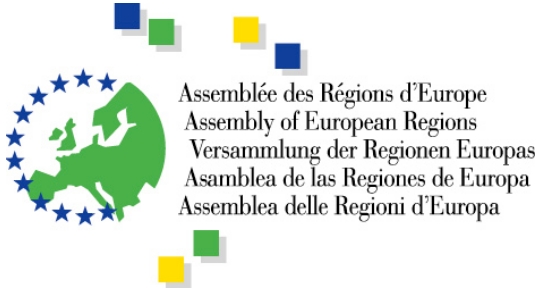 Assemblée des Régions d'Europe
Assembly of European Regions
Versammlung der Regionen Europas
Asamblea de las Regiones de Europa
Assemblea delle Regioni d'Europa